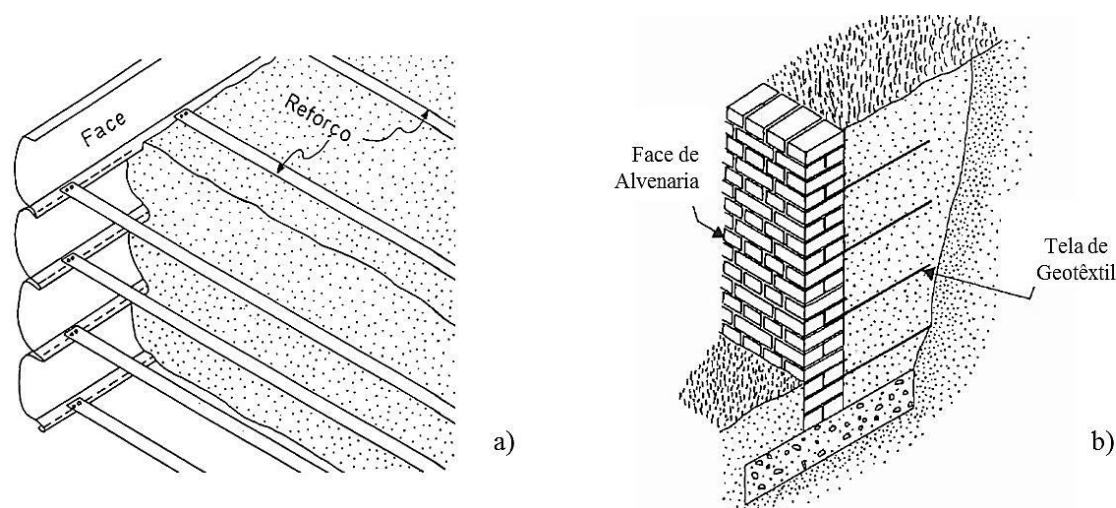 Face
Reforço
a)
Face de
Alvenaria
Tela de
Geotêxtil
b)